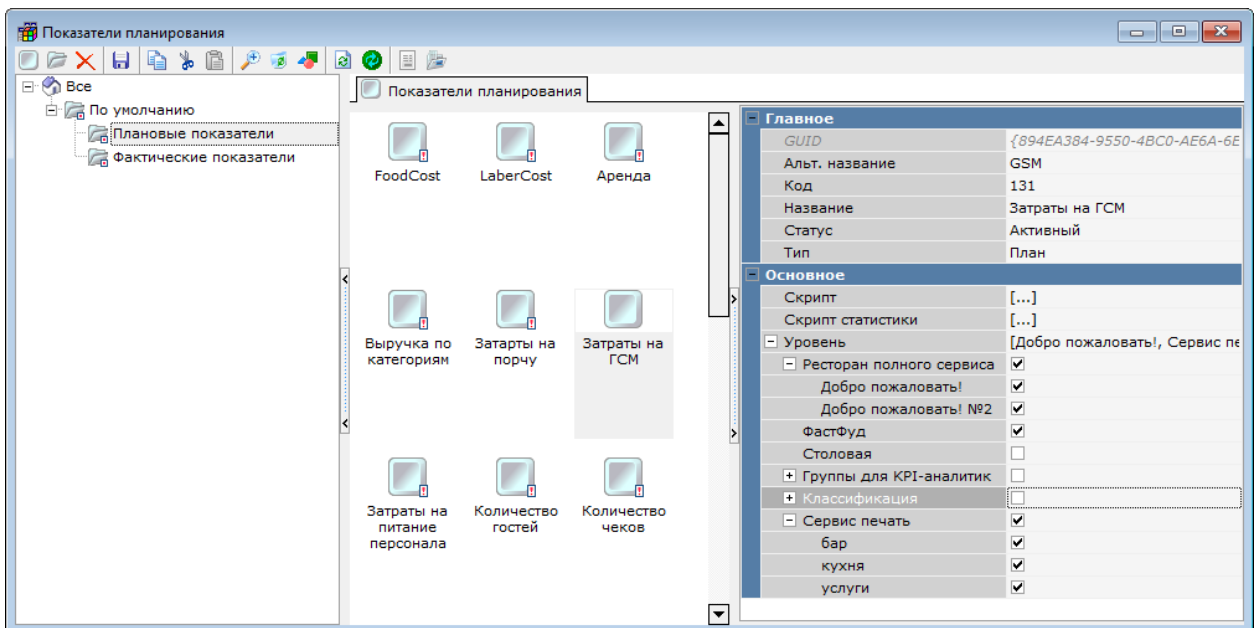 Показатели планирования
Все
По умолчанию
Плановые показатели
Фактические показатели
Показатели планирования
FoodCost
LaberCost
Аренда
Выручка по
категориям
Затарты на
порчу
Затраты на
ГСМ
Затраты на
питание
персонала
Количество
гостей
Количество
чеков
Главное
GUID {894EA384-9550-4BC0-AE6A-6E
Альт. название GSM
Код 131
Название Затраты на ГСМ
Статус Активный
Тип План
Основное
Скрипт [...]
Скрипт статистики [...]
Уровень [Добро пожаловать!, Сервис пе
Ресторан полного сервиса
Добро пожаловать!
Добро пожаловать! №2
ФастФуд
Столовая
Группы для KPI-аналитик
Классификация
Сервис печать
бар
кухня
услуги